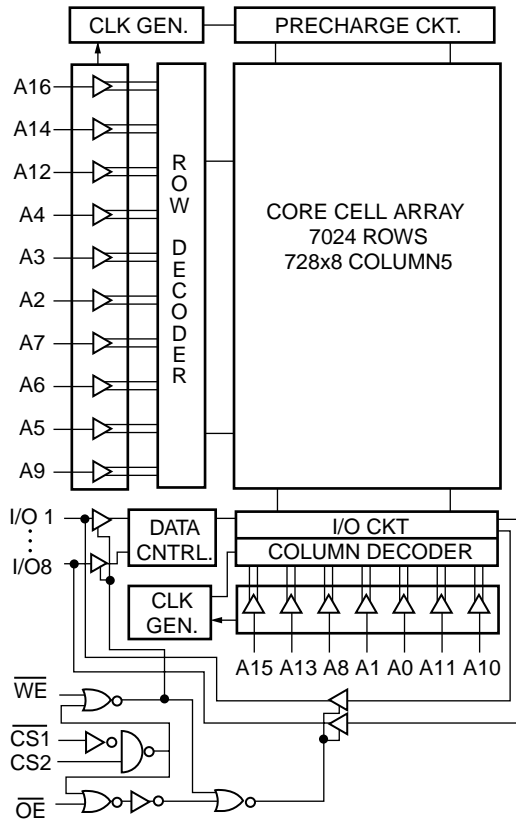 CLK GEN.
PRECHARGE CKT.
A16
A14
A12
A4
A3
A2
A7
A6
A5
A9
ROW DECODER
CORE CELL ARRAY
7024 ROWS
728x8 COLUMN5
I/O 1
I/O8
DATA
CNTRL.
I/O CKT
COLUMN DECODER
CLK
GEN.
A15 A13 A8 A1 A0 A11 A10
WE
CS1
CS2
OE